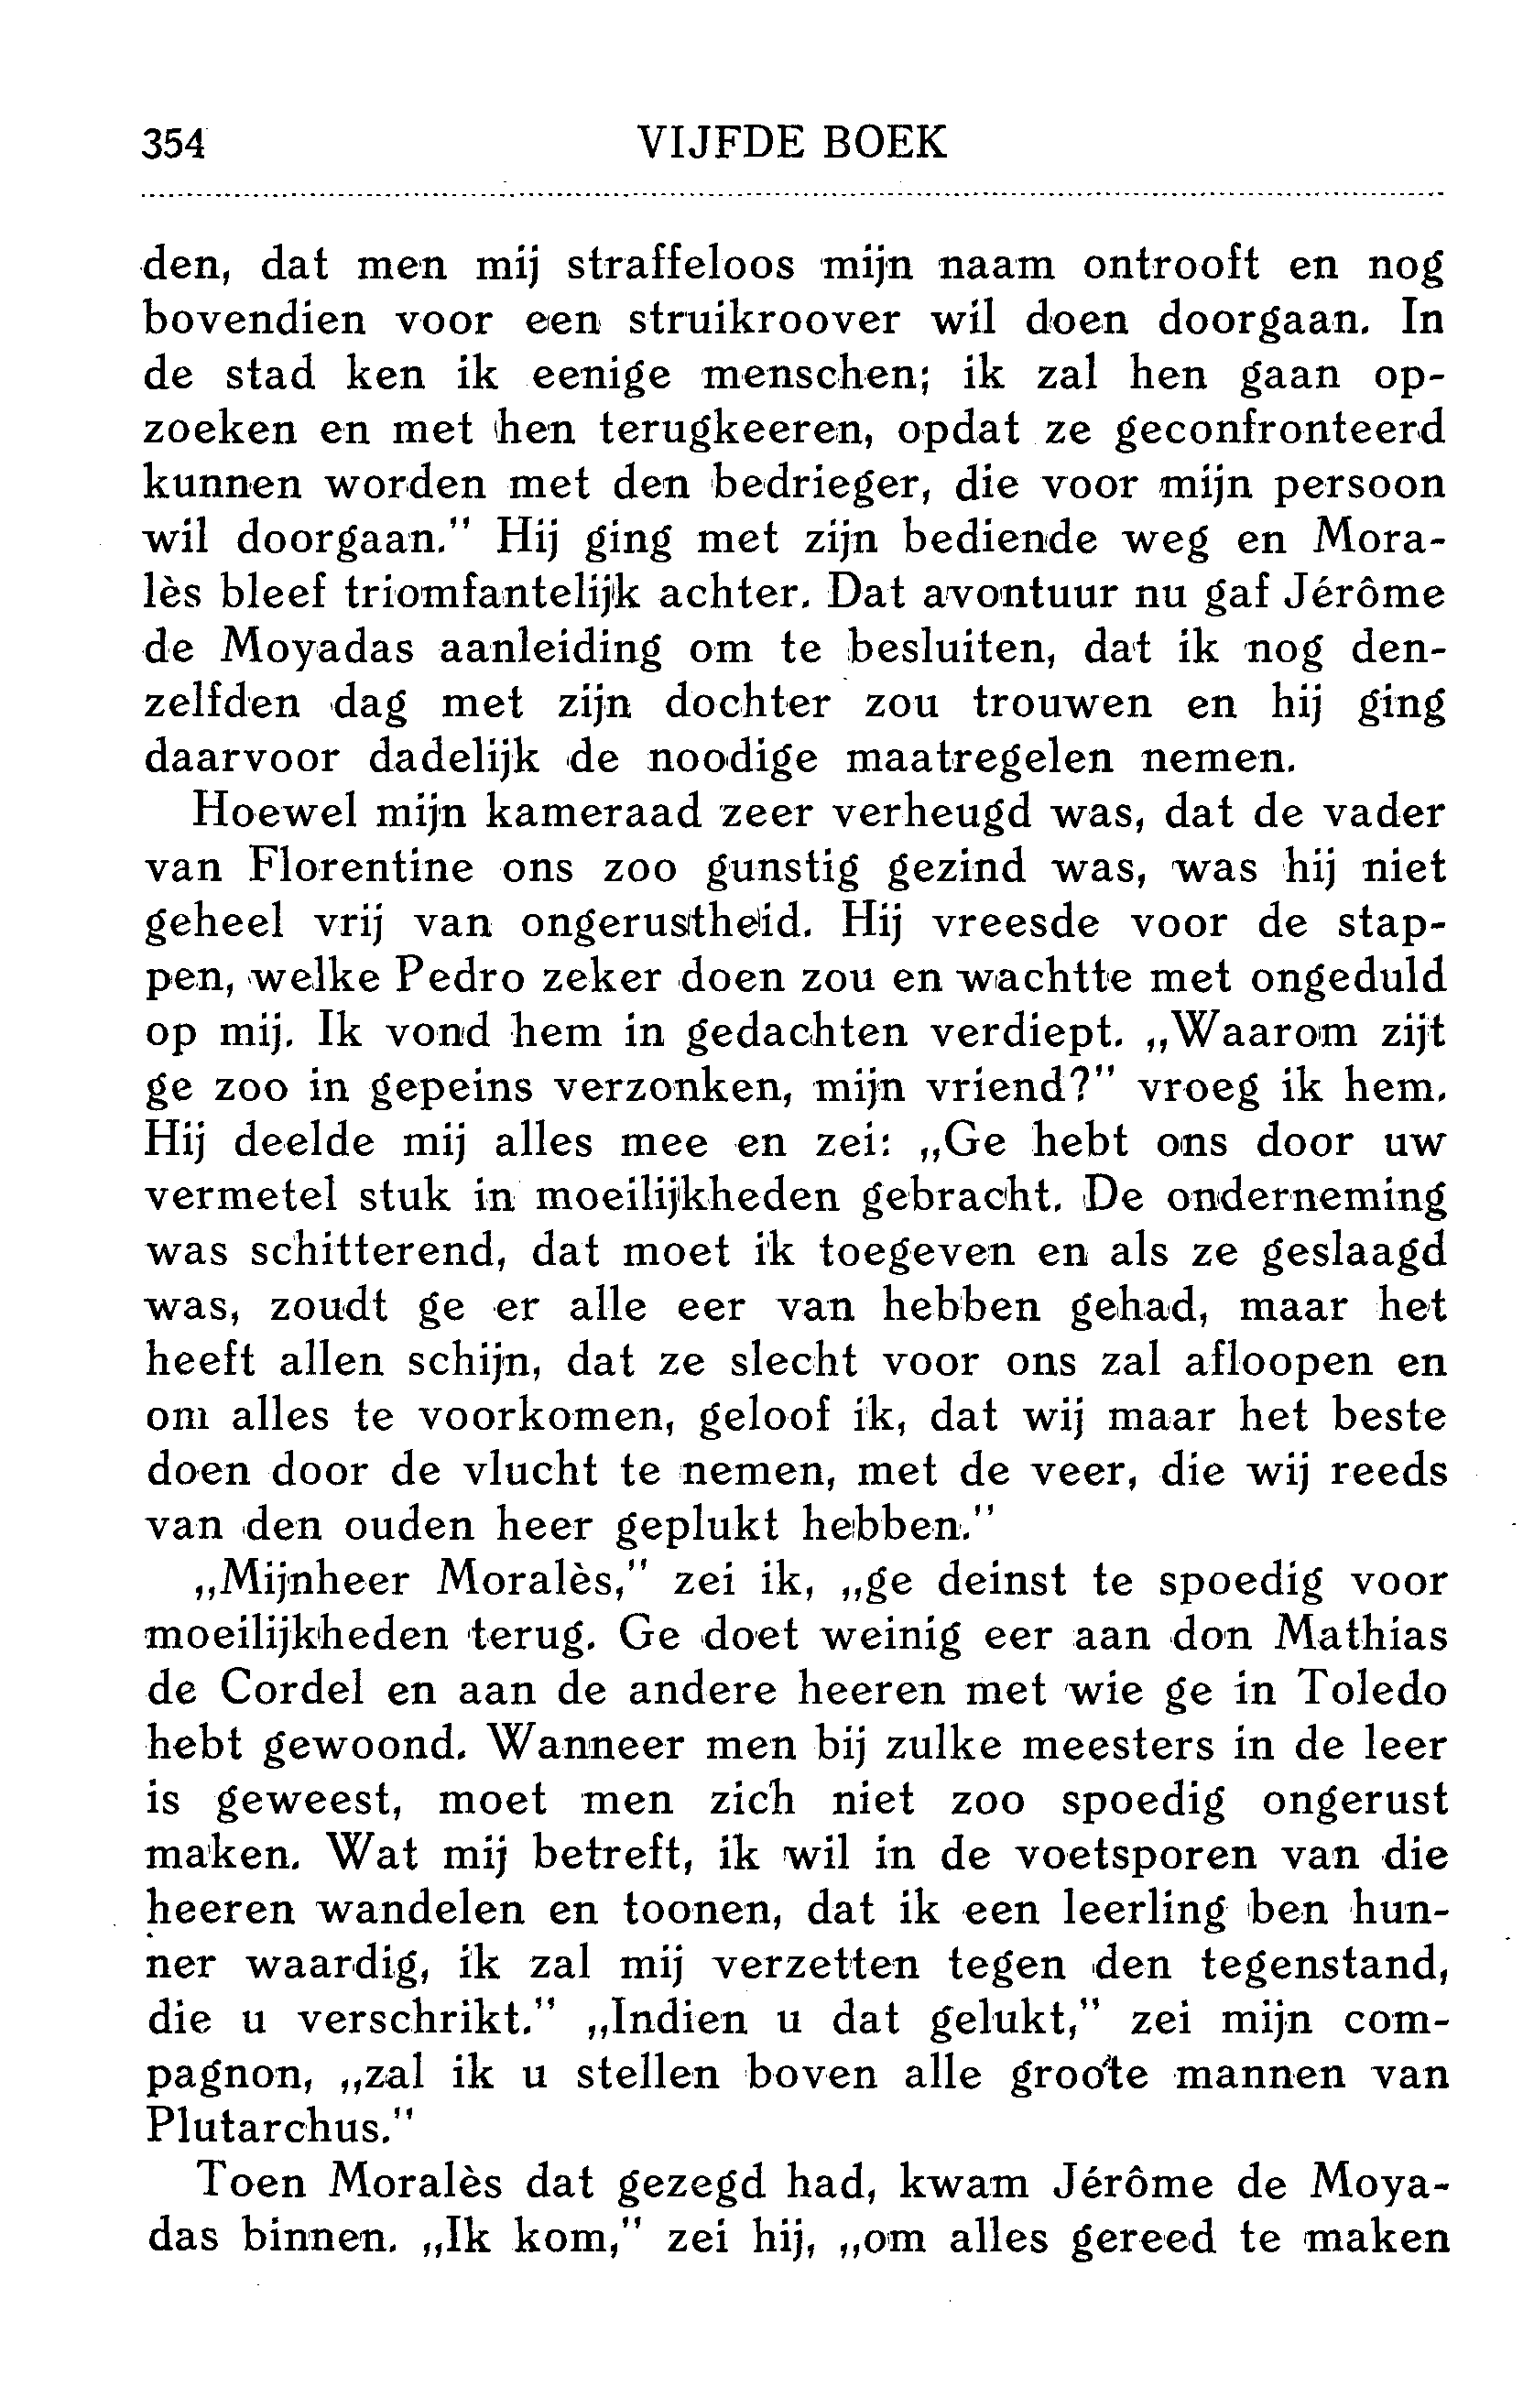 354 VIJFDE BOEK
den, dat men mij straffeloos mijn naam ontrooft en nog
bovendien voor een struikroover wil doen doorgaan. In
de stad ken ik eenige menschen; ik zal hen gaan op-
zoeken en met hen terugkeeren, opdat ze geconfronteerd
kunnen worden met den bedrieger, die voor mijn persoon
wil doorgaan." Hij ging met zijn bediende weg en Mora-
lès bleef triomfantelijk achter. Dat avontuur nu gaf Jérôme
de Moyadas aanleiding om te besluiten, dat ik nog den-
zelfden dag met zijn dochter zou trouwen en hij ging
daarvoor dadelijk de noodige maatregelen nemen.
Hoewel mijn kameraad zeer verheugd was, dat de vader
van Florentine ons zoo gunstig gezind was, was hij niet
geheel vrij van ongerustheid. Hij vreesde voor de stap-
pen, welke Pedro zeker doen zou en wachtte met ongeduld
op mij. Ik vond hem in gedachten verdiept. „Waarom zijt
ge zoo in gepeins verzonken, mijn vriend?" vroeg ik hem.
Hij deelde mij alles mee en zei: „Ge hebt ons door uw
vermetel stuk in moeilijkheden gebracht. De onderneming
was schitterend, dat moet ik toegeven en als ze geslaagd
was, zoudt ge er alle eer van hebben gehad, maar het
heeft allen schijn, dat ze slecht voor ons zal afloopen en
om alles te voorkomen, geloof ik, dat wij maar het beste
doen door de vlucht te nemen, met de veer, die wij reeds
van den ouden heer geplukt hebben."
„Mijnheer Moralès," zei ik, „ge deinst te spoedig voor
moeilijkheden terug. Ge doet weinig eer aan don Mathias
de Cordel en aan de andere heeren met wie ge in Toledo
hebt gewoond. Wanneer men bij zulke meesters in de leer
is geweest, moet men zich niet zoo spoedig ongerust
maken. Wat mij betreft, ik wil in de voetsporen van die
heeren wandelen en toonen, dat ik een leerling ben hun-
ner waardig, ik zal mij verzetten tegen den tegenstand,
die u verschrikt." „Indien u dat gelukt," zei mijn com-
pagnon, „zal ik u stellen boven alle groote mannen van
Plutarchus."
Toen Moralès dat gezegd had, kwam Jérôme de Moya-
das binnen. „Ik kom," zei hij, „om alles gereed te maken